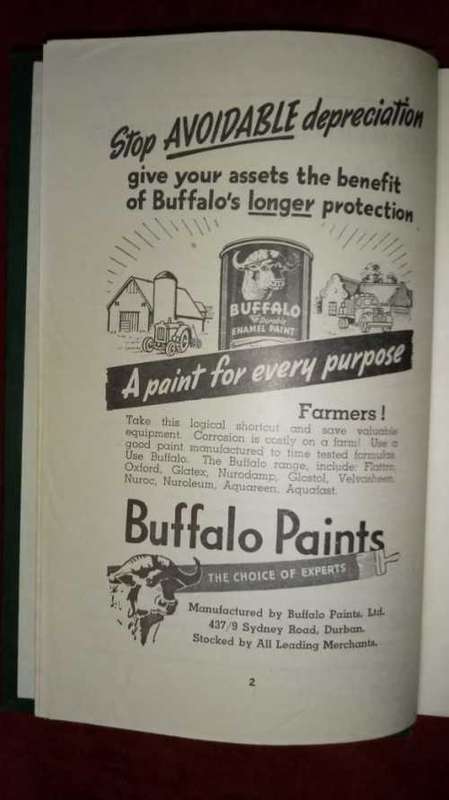 Stop AVOIDABLE depreciation
give your assets the benefit
of Buffalo's longer protection
BUFFALO
Durable
ENAMEL PAINT
A paint for every purpose
Farmers!
Take this logical shortcut and save valuable
equipment. Corrosion is costly on a farm! Use a
good paint manufactured to time tested formulas.
Use Buffalo. The Buffalo range, include: Flattro,
Oxford, Glatex, Nurodamp, Glostol, Velvasheen,
Nuroc, Nuroleum, Aquareen, Aquafast.
Buffalo Paints
THE CHOICE OF EXPERTS
Manufactured by Buffalo Paints, Ltd.
437/9 Sydney Road, Durban.
Stocked by All Leading Merchants.
2